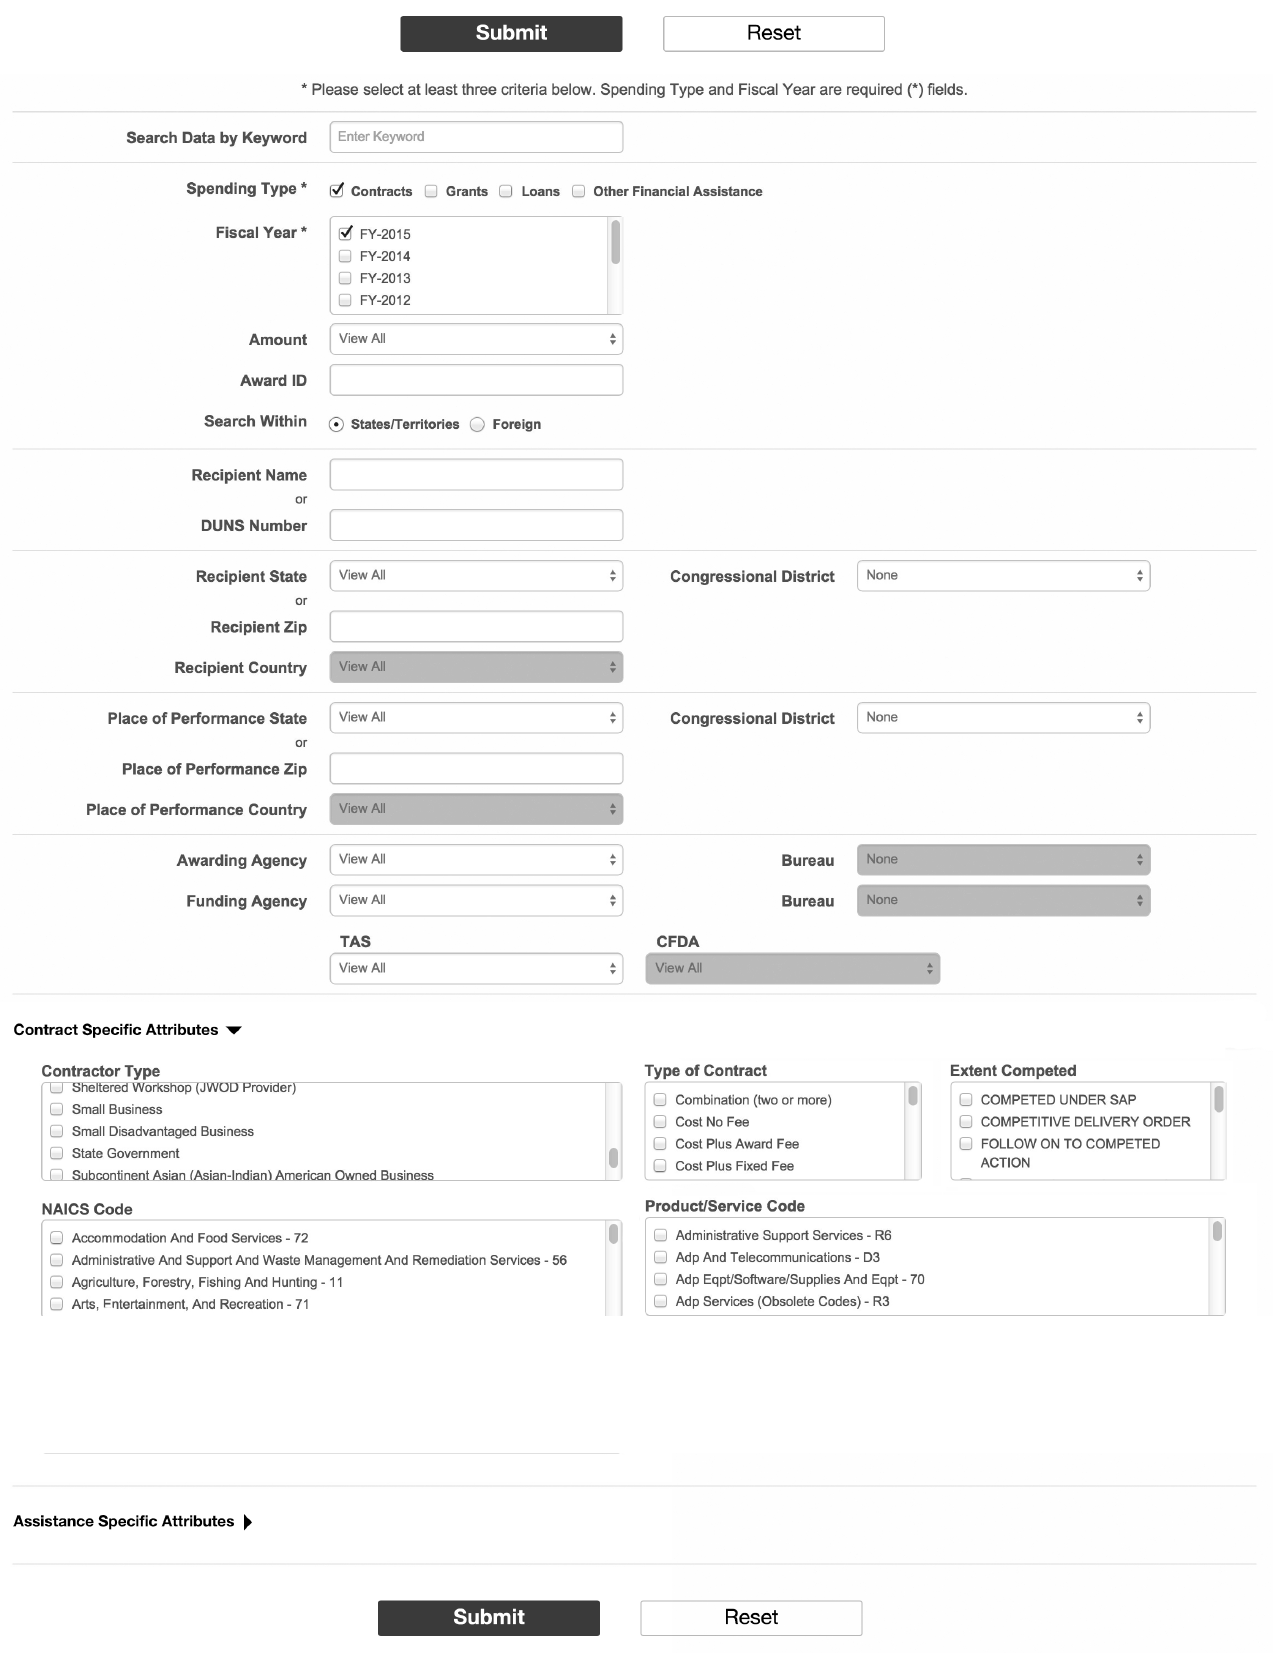 Submit Reset
* Please select at least three criteria below. Spending Type and Fiscal Year are required (*) fields.
Search Data by Keyword Enter Keyword
Spending Type * Contracts Grants Loans Other Financial Assistance
Fiscal Year * FY-2015
FY-2014
FY-2013
FY-2012
Amount View All
Award ID
Search Within States/Territories Foreign
Recipient Name
or
DUNS Number
Recipient State View All Congressional District None
or
Recipient Zip
Recipient Country View All
Place of Performance State View All Congressional District None
or
Place of Performance Zip
Place of Performance Country View All
Awarding Agency View All Bureau None
Funding Agency View All Bureau None
TAS CFDA
View All View All
Contract Specific Attributes
Contractor Type
Sheltered Workshop (JWOD Provider)
Small Business
Small Disadvantaged Business
State Government
Subcontinent Asian (Asian-Indian) American Owned Business
Type of Contract
Combination (two or more)
Cost No Fee
Cost Plus Award Fee
Cost Plus Fixed Fee
Extent Competed
COMPETED UNDER SAP
COMPETITIVE DELIVERY ORDER
FOLLOW ON TO COMPETED
ACTION
NAICS Code
Accommodation And Food Services - 72
Administrative And Support And Waste Management And Remediation Services - 56
Agriculture, Forestry, Fishing And Hunting - 11
Arts, Entertainment, And Recreation - 71
Product/Service Code
Administrative Support Services - R6
Adp And Telecommunications - D3
Adp Eqpt/Software/Supplies And Eqpt - 70
Adp Services (Obsolete Codes) - R3
Assistance Specific Attributes
Submit Reset